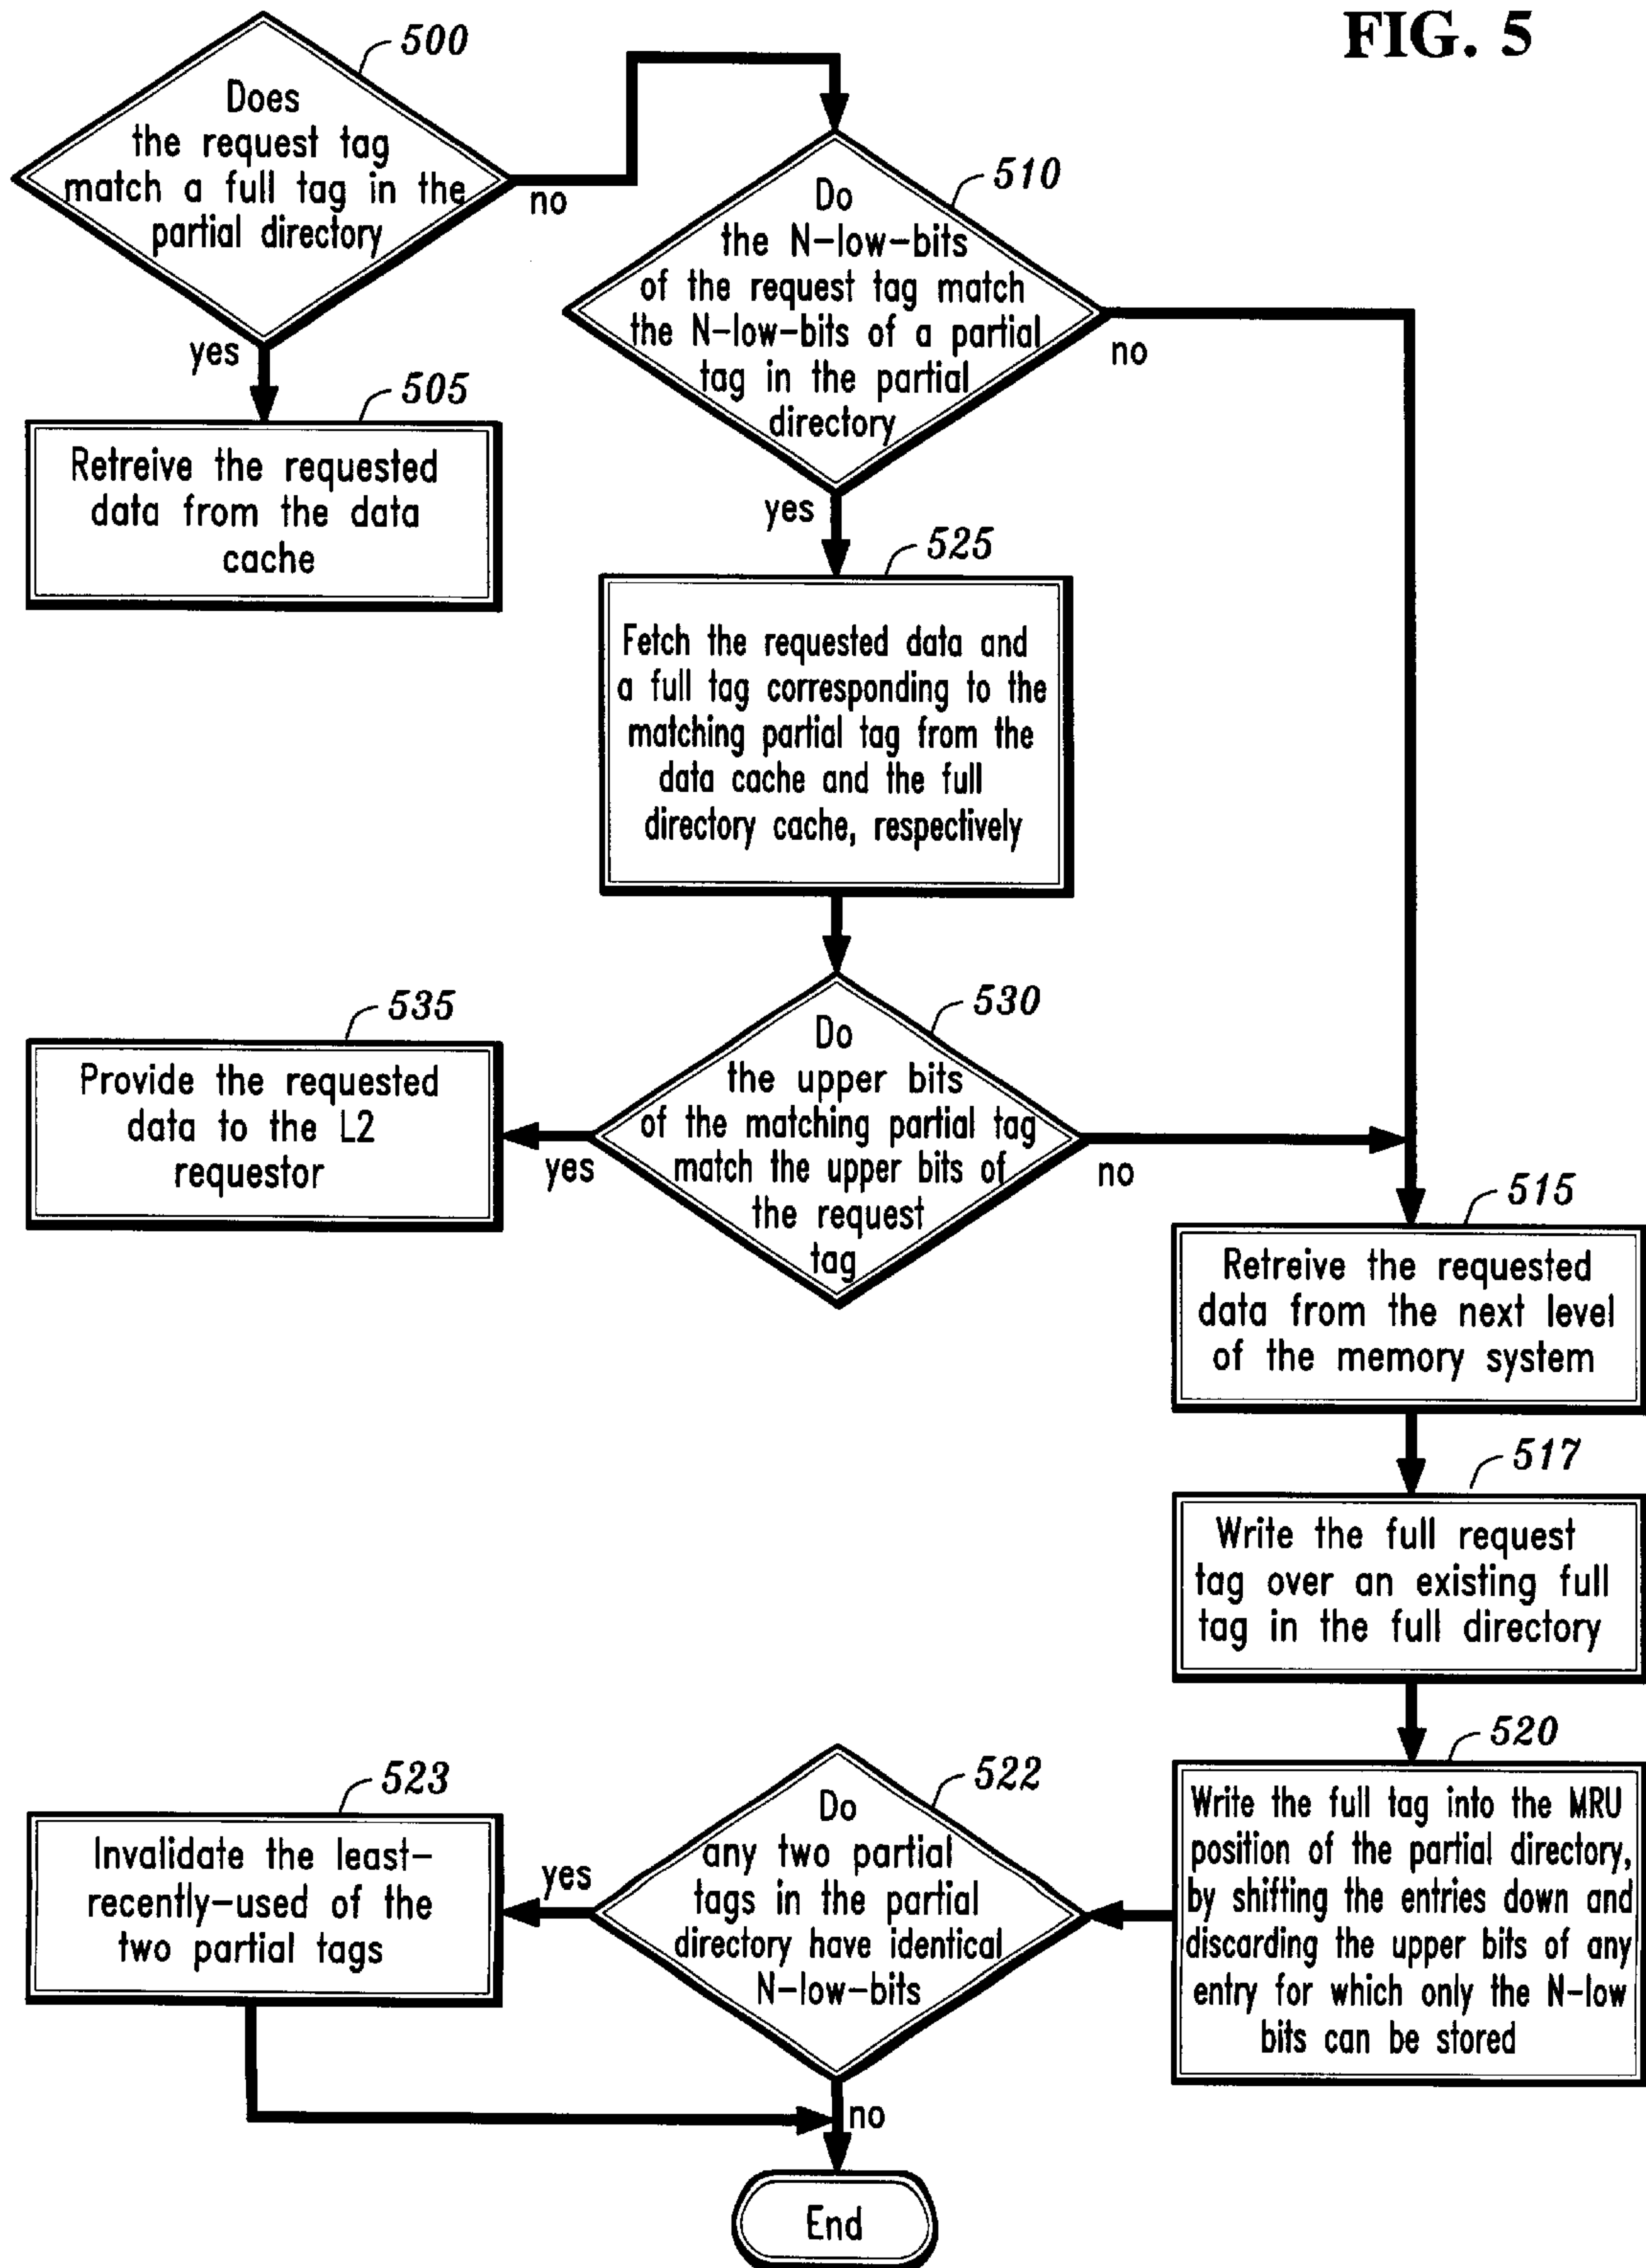 FIG. 5
500
Does
the request tag
match a full tag in the
partial directory
no
yes
505
Retreive the requested
data from the data
cache
510
Do
the N-low-bits
of the request tag match
the N-low-bits of a partial
tag in the partial
directory
no
yes
525
Fetch the requested data and
a full tag corresponding to the
matching partial tag from the
data cache and the full
directory cache, respectively
530
Do
the upper bits
of the matching partial tag
match the upper bits of
the request
tag
yes
no
535
Provide the requested
data to the L2
requestor
515
Retreive the requested
data from the next level
of the memory system
517
Write the full request
tag over an existing full
tag in the full directory
520
Write the full tag into the MRU
position of the partial directory,
by shifting the entries down and
discarding the upper bits of any
entry for which only the N-low
bits can be stored
522
Do
any two partial
tags in the partial
directory have identical
N-low-bits
yes
no
523
Invalidate the least-
recently-used of the
two partial tags
End